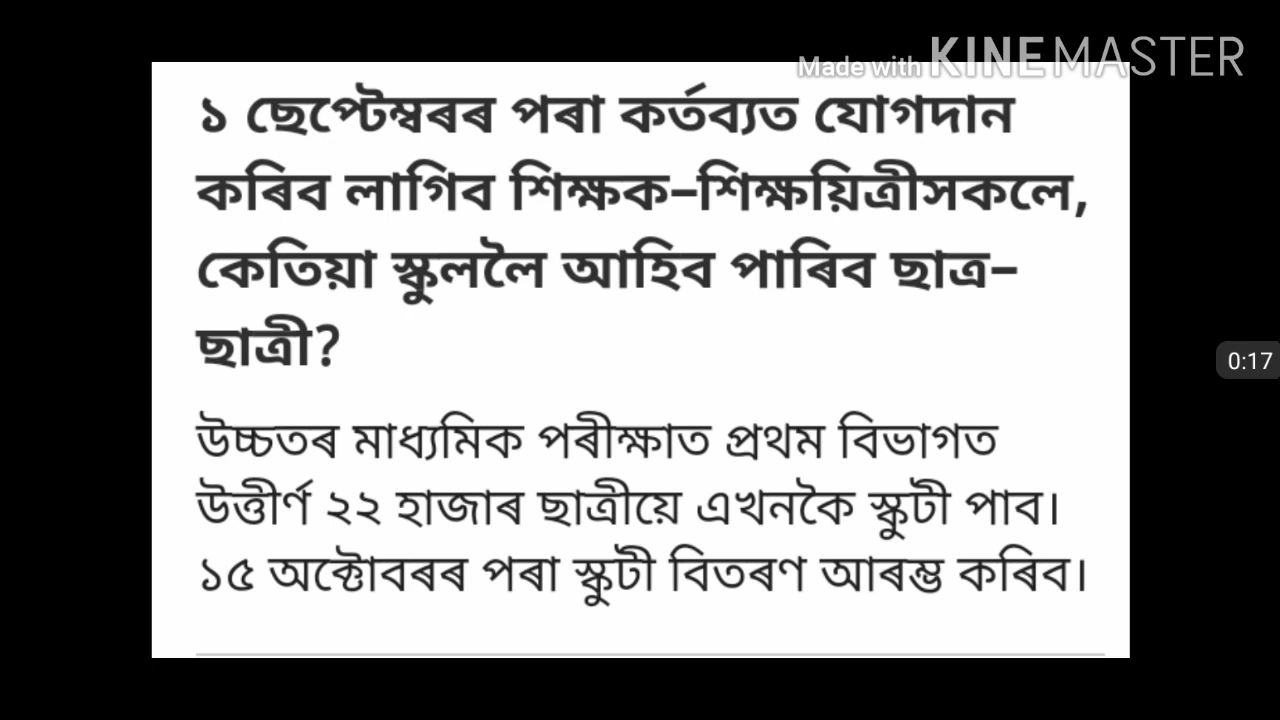 Made with KINEMASTER
১ ছেপ্টেম্বৰৰ পৰা কৰ্তব্যত যোগদান
কৰিব লাগিব শিক্ষক–শিক্ষয়িত্ৰীসকলে,
কেতিয়া স্কুললৈ আহিব পাৰিব ছাত্ৰ–
ছাত্ৰী?
0:17
উচ্চতৰ মাধ্যমিক পৰীক্ষাত প্ৰথম বিভাগত
উত্তীৰ্ণ ২২ হাজাৰ ছাত্ৰীয়ে এখনকৈ স্কুটী পাব।
১৫ অক্টোবৰৰ পৰা স্কুটী বিতৰণ আৰম্ভ কৰিব।